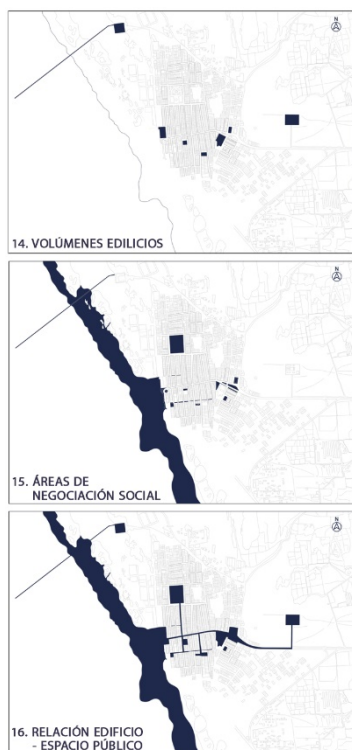 N
14. VOLÚMENES EDILICIOS
N
15. ÁREAS DE
NEGOCIACIÓN SOCIAL
N
16. RELACIÓN EDIFICIO
- ESPACIO PÚBLICO